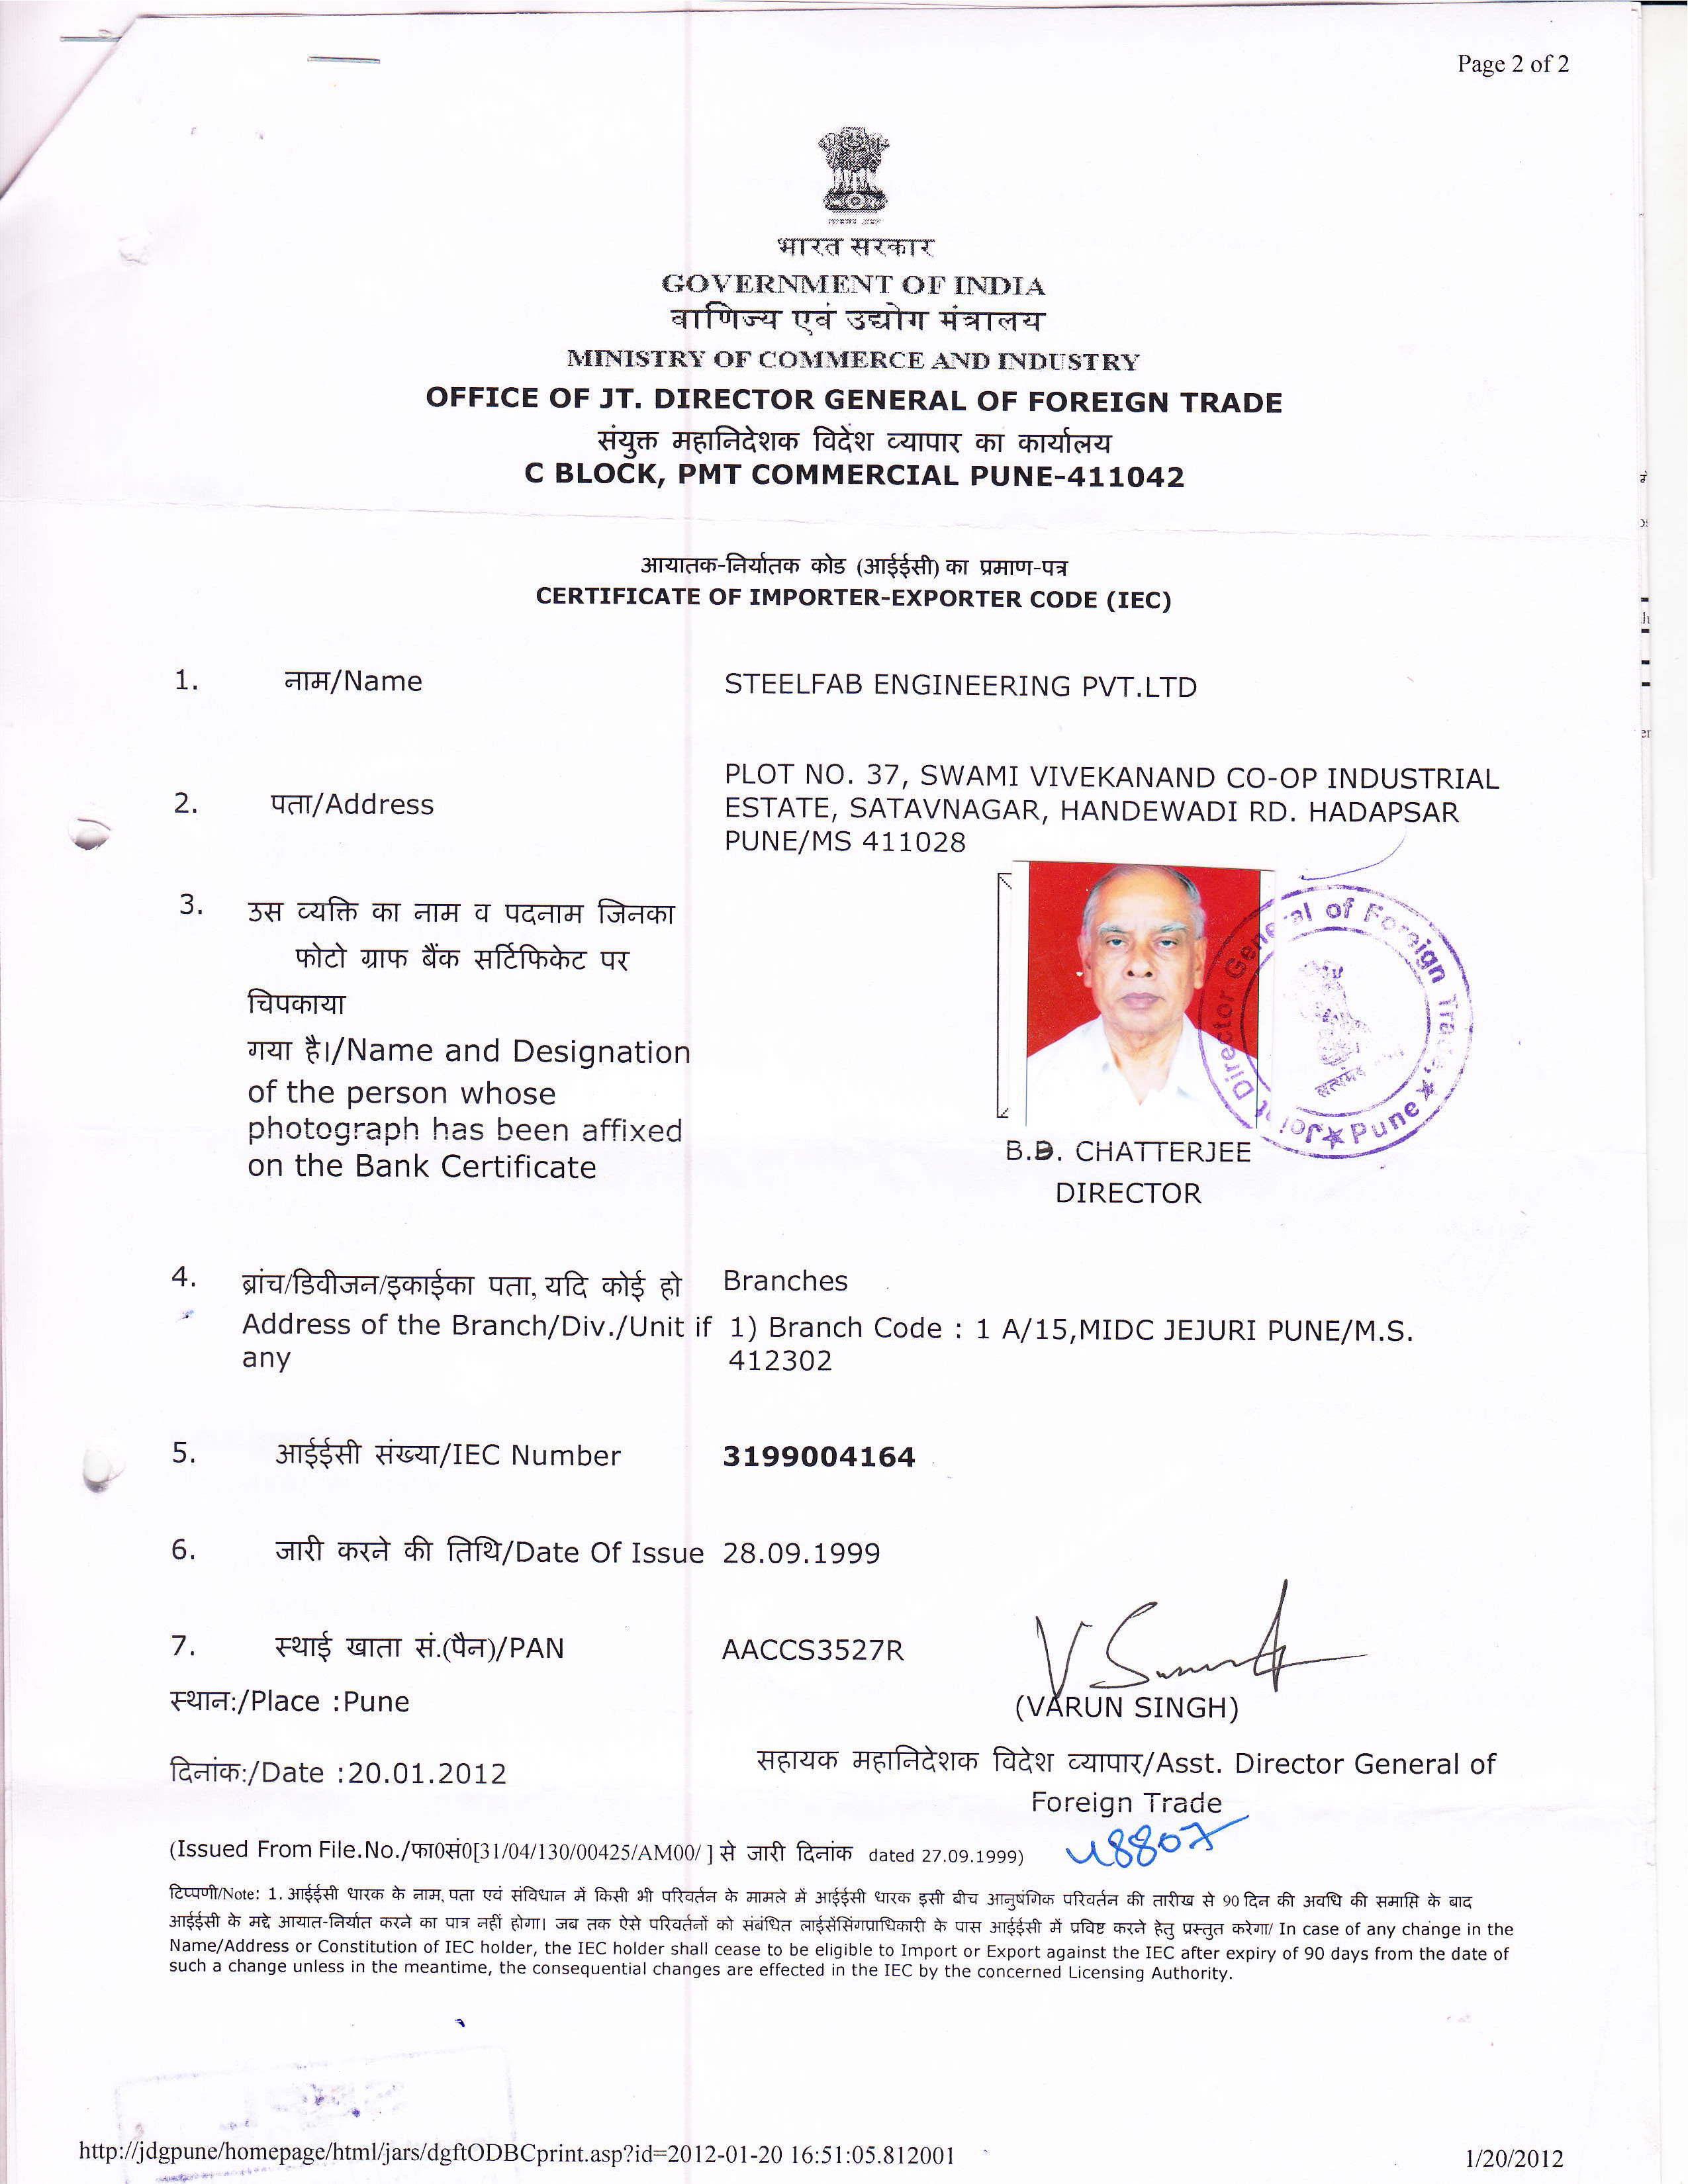 Page 2 of 2
भारत सरकार
GOVERNMENT OF INDIA
वाणिज्य एवं उद्योग मंत्रालय
MINISTRY OF COMMERCE AND INDUSTRY
OFFICE OF JT. DIRECTOR GENERAL OF FOREIGN TRADE
संयुक्त महानिदेशक विदेश व्यापार का कार्यालय
C BLOCK, PMT COMMERCIAL PUNE-411042
आयातक-निर्यातक कोड (आईईसी) का प्रमाण-पत्र
CERTIFICATE OF IMPORTER-EXPORTER CODE (IEC)
1. नाम/Name STEELFAB ENGINEERING PVT.LTD
2. पता/Address PLOT NO. 37, SWAMI VIVEKANAND CO-OP INDUSTRIAL
ESTATE, SATAVNAGAR, HANDEWADI RD. HADAPSAR
PUNE/MS 411028
3. उस व्यक्ति का नाम व पदनाम जिनका
फोटो ग्राफ बैंक सर्टिफिकेट पर
चिपकाया
गया है।/Name and Designation
of the person whose
photograph has been affixed
on the Bank Certificate
Joint Director General of Foreign Trade, ★ Pune ★
B.D. CHATTERJEE
DIRECTOR
4. ब्रांच/डिवीजन/इकाईका पता, यदि कोई हो Branches
Address of the Branch/Div./Unit if 1) Branch Code : 1 A/15,MIDC JEJURI PUNE/M.S.
any 412302
5. आईईसी संख्या/IEC Number 3199004164
6. जारी करने की तिथि/Date Of Issue 28.09.1999
7. स्थाई खाता सं.(पैन)/PAN AACCS3527R
स्थान:/Place :Pune (VARUN SINGH)
दिनांक:/Date :20.01.2012 सहायक महानिदेशक विदेश व्यापार/Asst. Director General of
Foreign Trade
(Issued From File.No./फा0सं0[31/04/130/00425/AM00/ ] से जारी दिनांक dated 27.09.1999)
टिप्पणी/Note: 1. आईईसी धारक के नाम, पता एवं संविधान में किसी भी परिवर्तन के मामले में आईईसी धारक इसी बीच आनुषंगिक परिवर्तन की तारीख से 90 दिन की अवधि की समाप्ति के बाद
आईईसी के मद्दे आयात-निर्यात करने का पात्र नहीं होगा। जब तक ऐसे परिवर्तनों को संबंधित लाईसेंसिंगप्राधिकारी के पास आईईसी में प्रविष्ट करने हेतु प्रस्तुत करेगा/ In case of any change in the
Name/Address or Constitution of IEC holder, the IEC holder shall cease to be eligible to Import or Export against the IEC after expiry of 90 days from the date of
such a change unless in the meantime, the consequential changes are effected in the IEC by the concerned Licensing Authority.
http://jdgpune/homepage/html/jars/dgftODBCprint.asp?id=2012-01-20 16:51:05.812001 1/20/2012